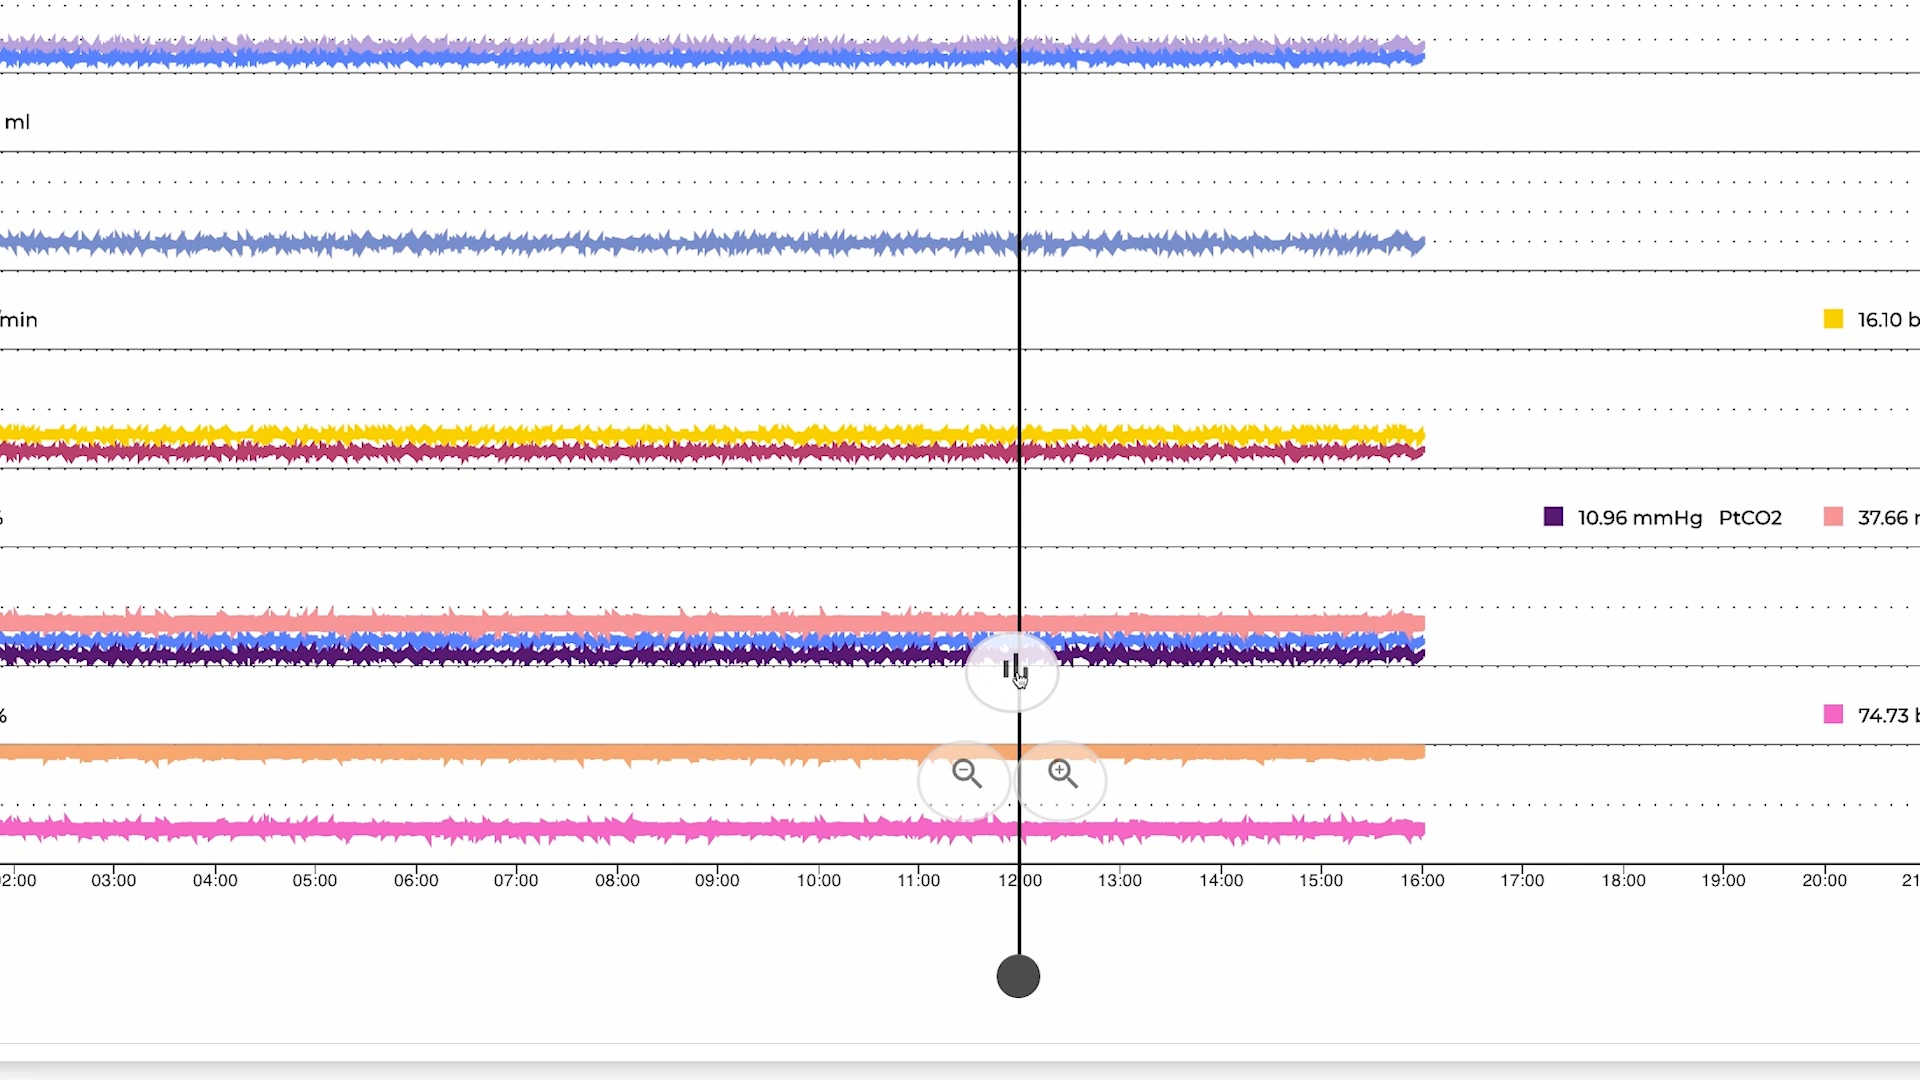 ml
/min
16.10 b
%
10.96 mmHg PtCO2 37.66
%
74.73 b
02:00 03:00 04:00 05:00 06:00 07:00 08:00 09:00 10:00 11:00 12:00 13:00 14:00 15:00 16:00 17:00 18:00 19:00 20:00 21